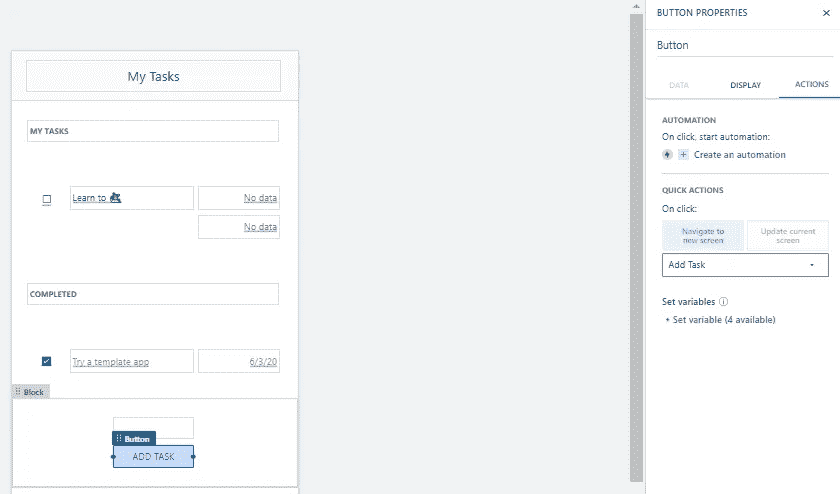 My Tasks
MY TASKS
Learn to
No data
No data
COMPLETED
Try a template app
6/3/20
Block
Button
ADD TASK
BUTTON PROPERTIES
Button
DATA
DISPLAY
ACTIONS
AUTOMATION
On click, start automation:
Create an automation
QUICK ACTIONS
On click:
Navigate to
new screen
Update current
screen
Add Task
Set variables
Set variable (4 available)